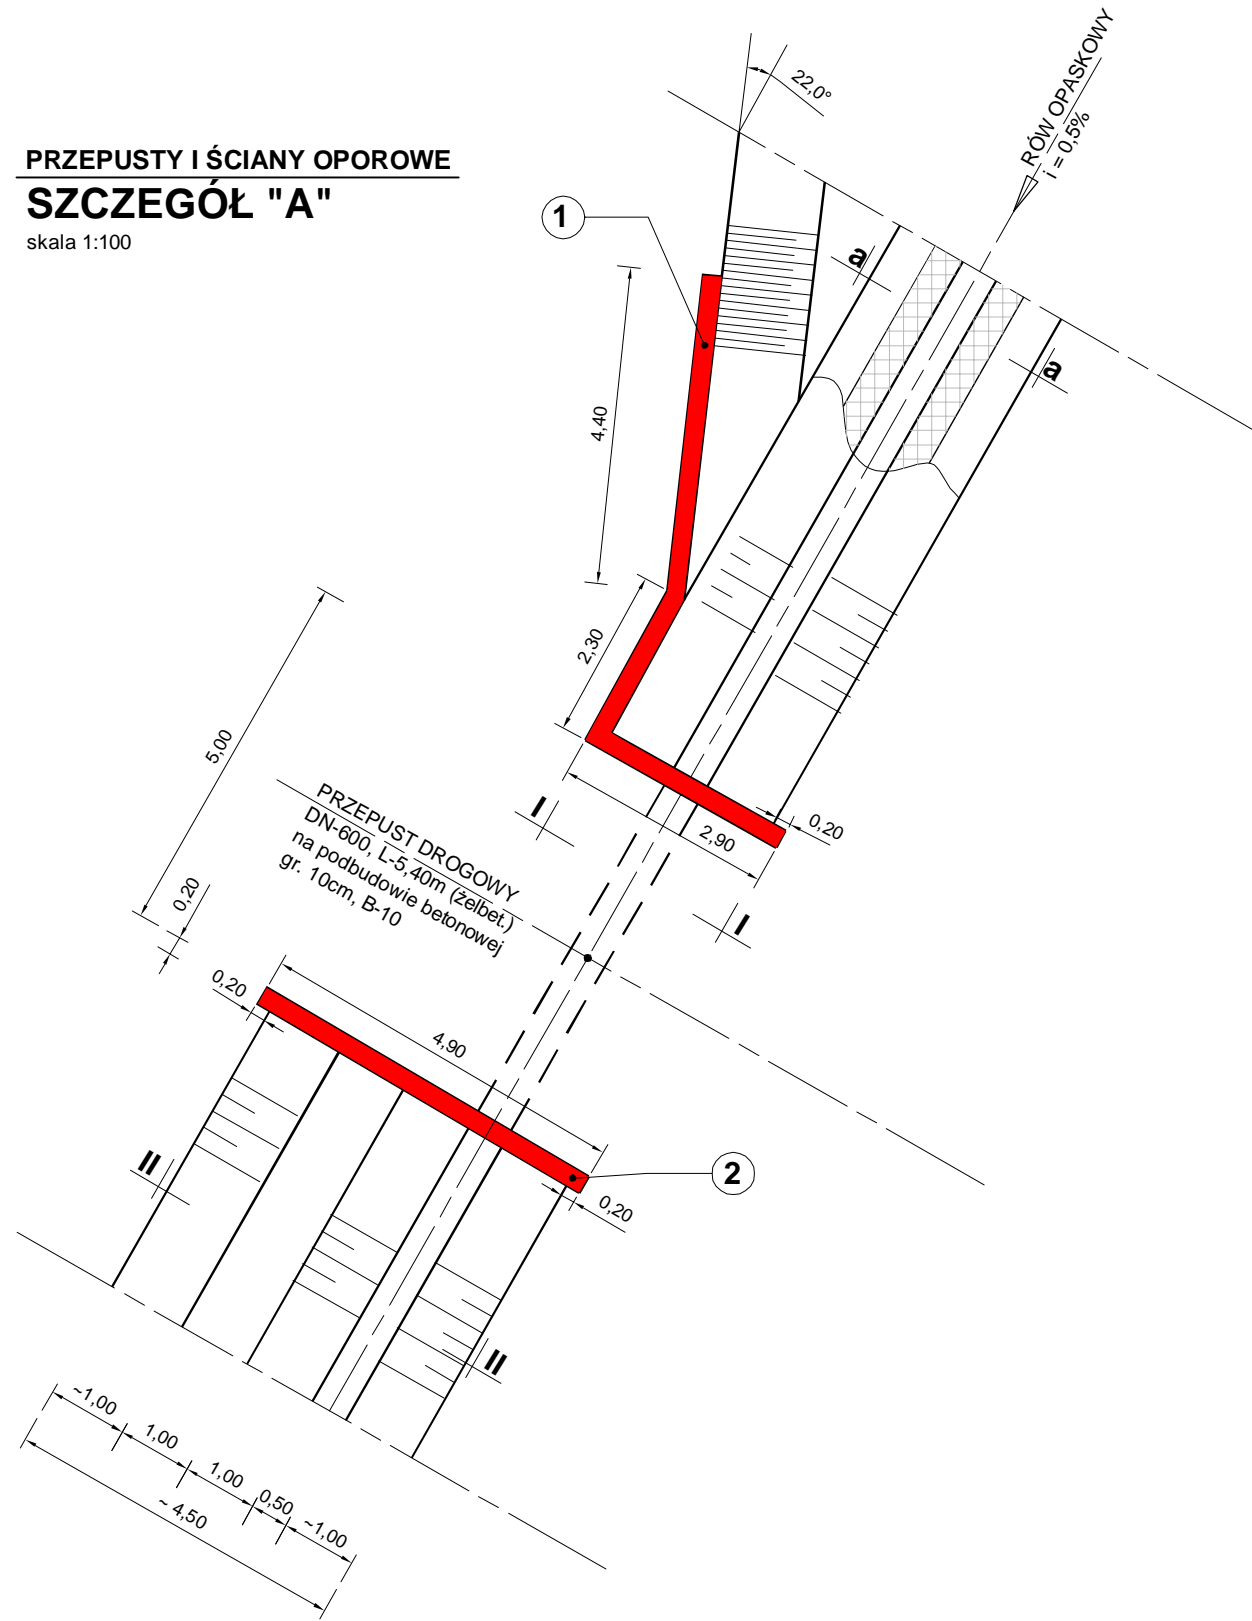 PRZEPUSTY I ŚCIANY OPOROWE
SZCZEGÓŁ "A"
skala 1:100
22,0°
RÓW OPASKOWY
i = 0,5%
1
a
a
4,40
2,30
5,00
0,20
PRZEPUST DROGOWY
DN-600, L-5,40m (żelbet.)
na podbudowie betonowej
gr. 10cm, B-10
I
I
2,90
0,20
0,20
4,90
2
0,20
II
II
~1,00
1,00
1,00
0,50
~1,00
~ 4,50